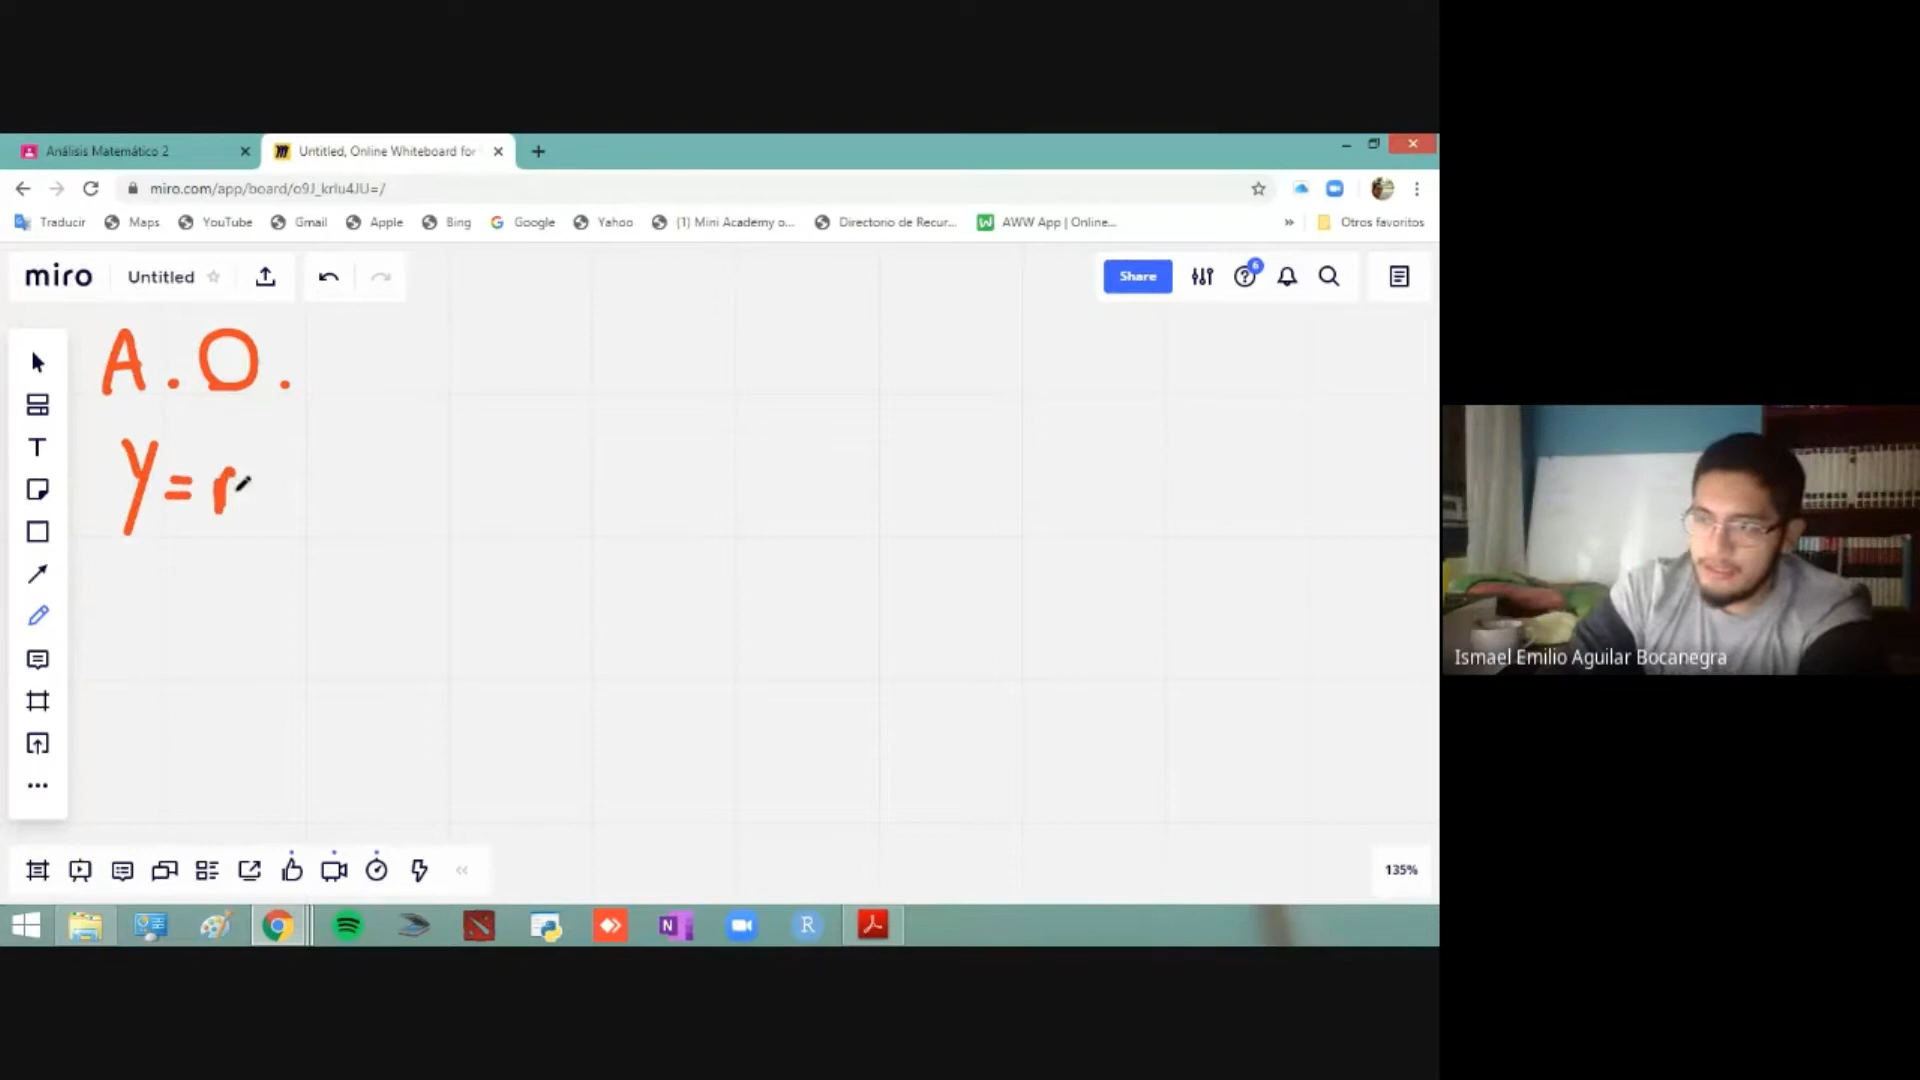 Análisis Matemático 2
Untitled, Online Whiteboard for
miro.com/app/board/o9J_krlu4JU=/
Traducir Maps YouTube Gmail Apple Bing Google Yahoo (1) Mini Academy o... Directorio de Recur... AWW App | Online... » Otros favoritos
miro Untitled Share 6
A.O.
y=r
T
Ismael Emilio Aguilar Bocanegra
135%
N R